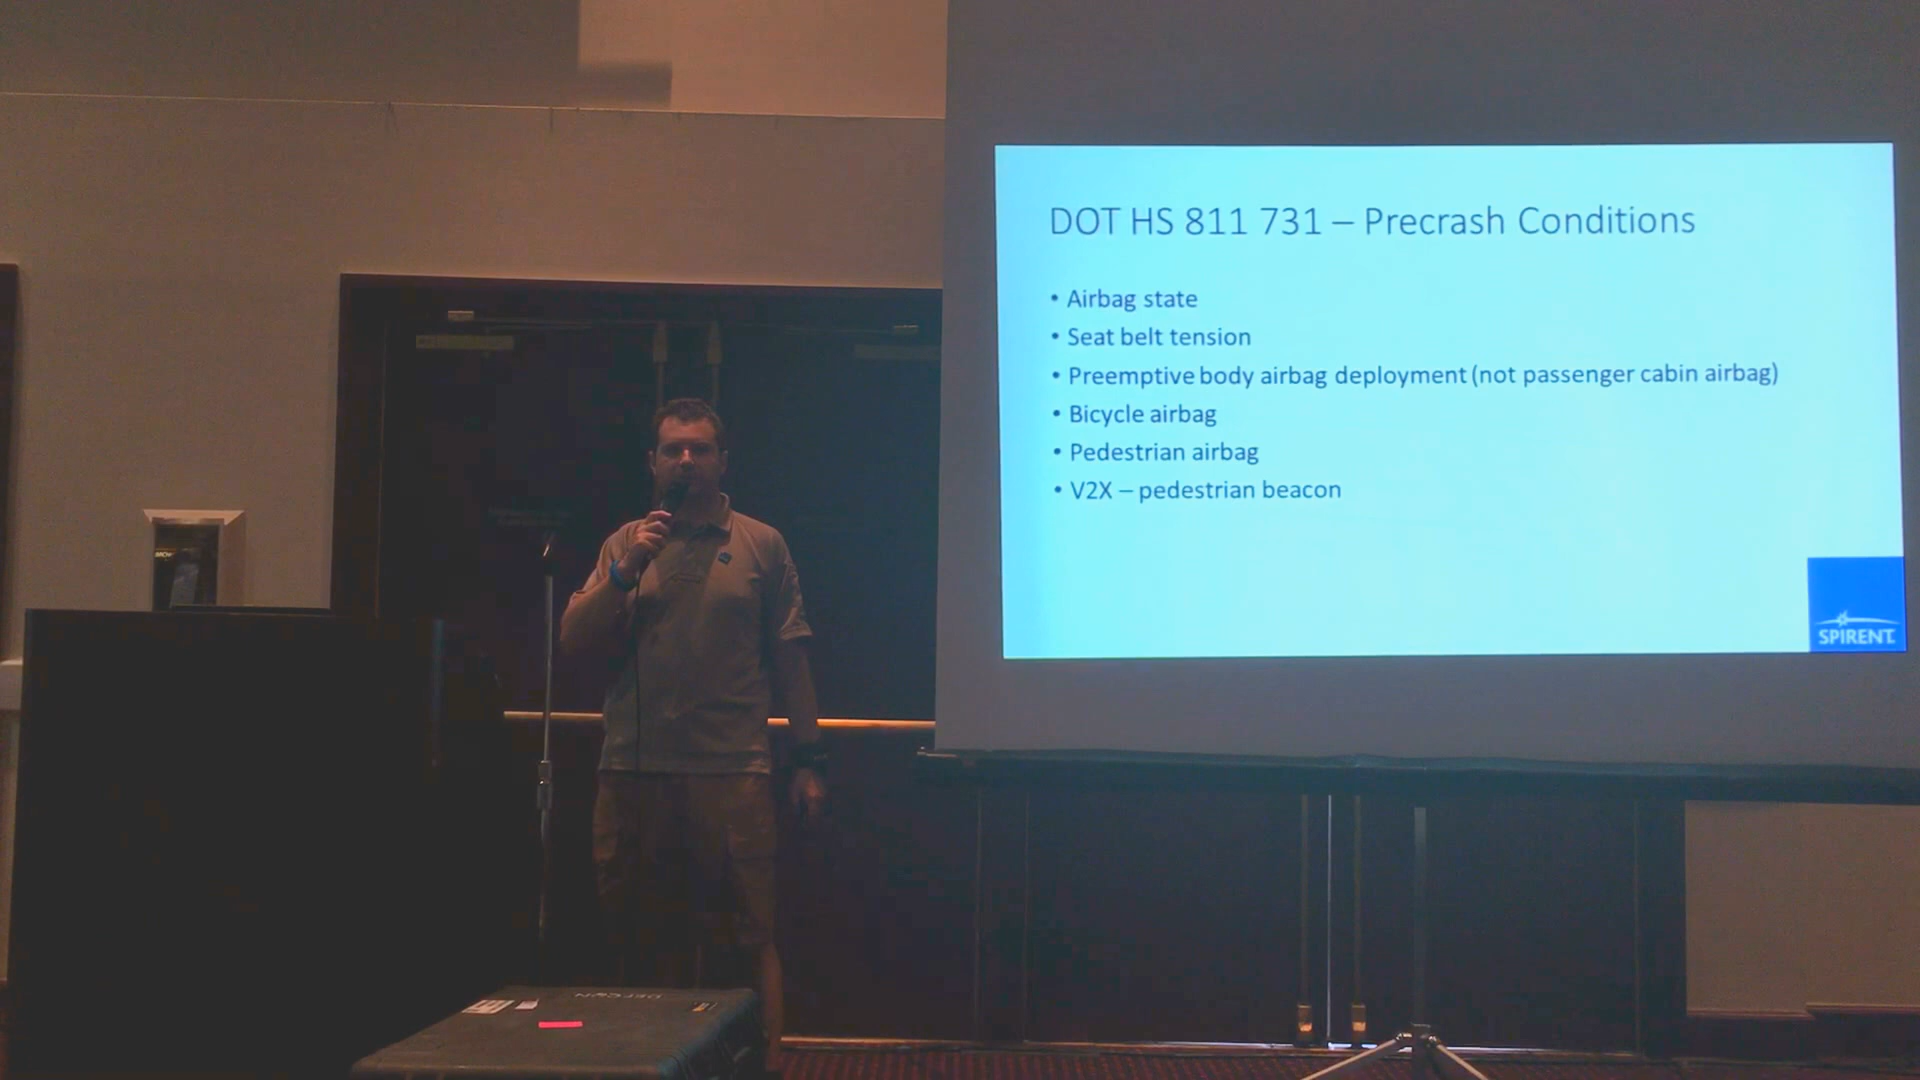 DOT HS 811 731 – Precrash Conditions
• Airbag state
• Seat belt tension
• Preemptive body airbag deployment (not passenger cabin airbag)
• Bicycle airbag
• Pedestrian airbag
• V2X – pedestrian beacon
SPIRENT
DEFCON